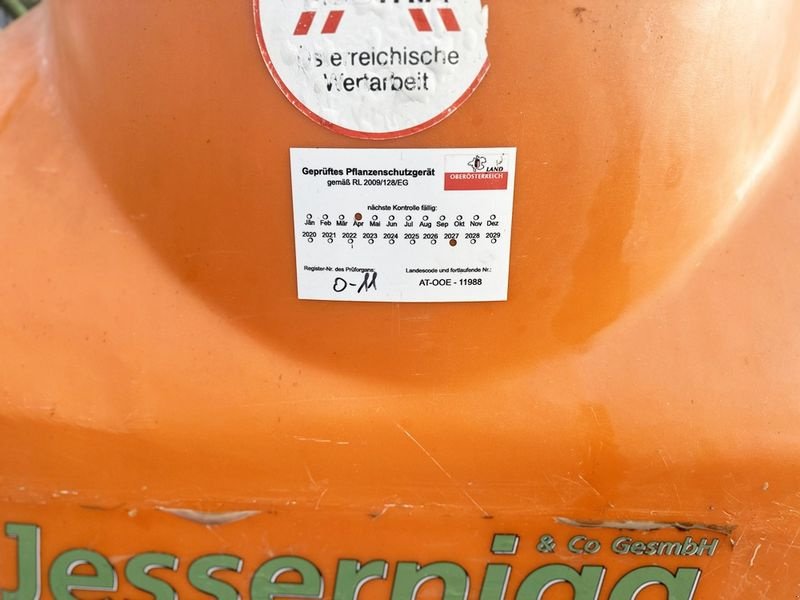 Österreichische
Wertarbeit
Geprüftes Pflanzenschutzgerät
gemäß RL 2009/128/EG
LAND
OBERÖSTERREICH
nächste Kontrolle fällig:
Jän Feb Mär Apr Mai Jun Jul Aug Sep Okt Nov Dez
2020 2021 2022 2023 2024 2025 2026 2027 2028 2029
Register-Nr. des Prüforgans:
O-11
Landescode und fortlaufende Nr.:
AT-OOE - 11988
Jessernigg
& Co GesmbH